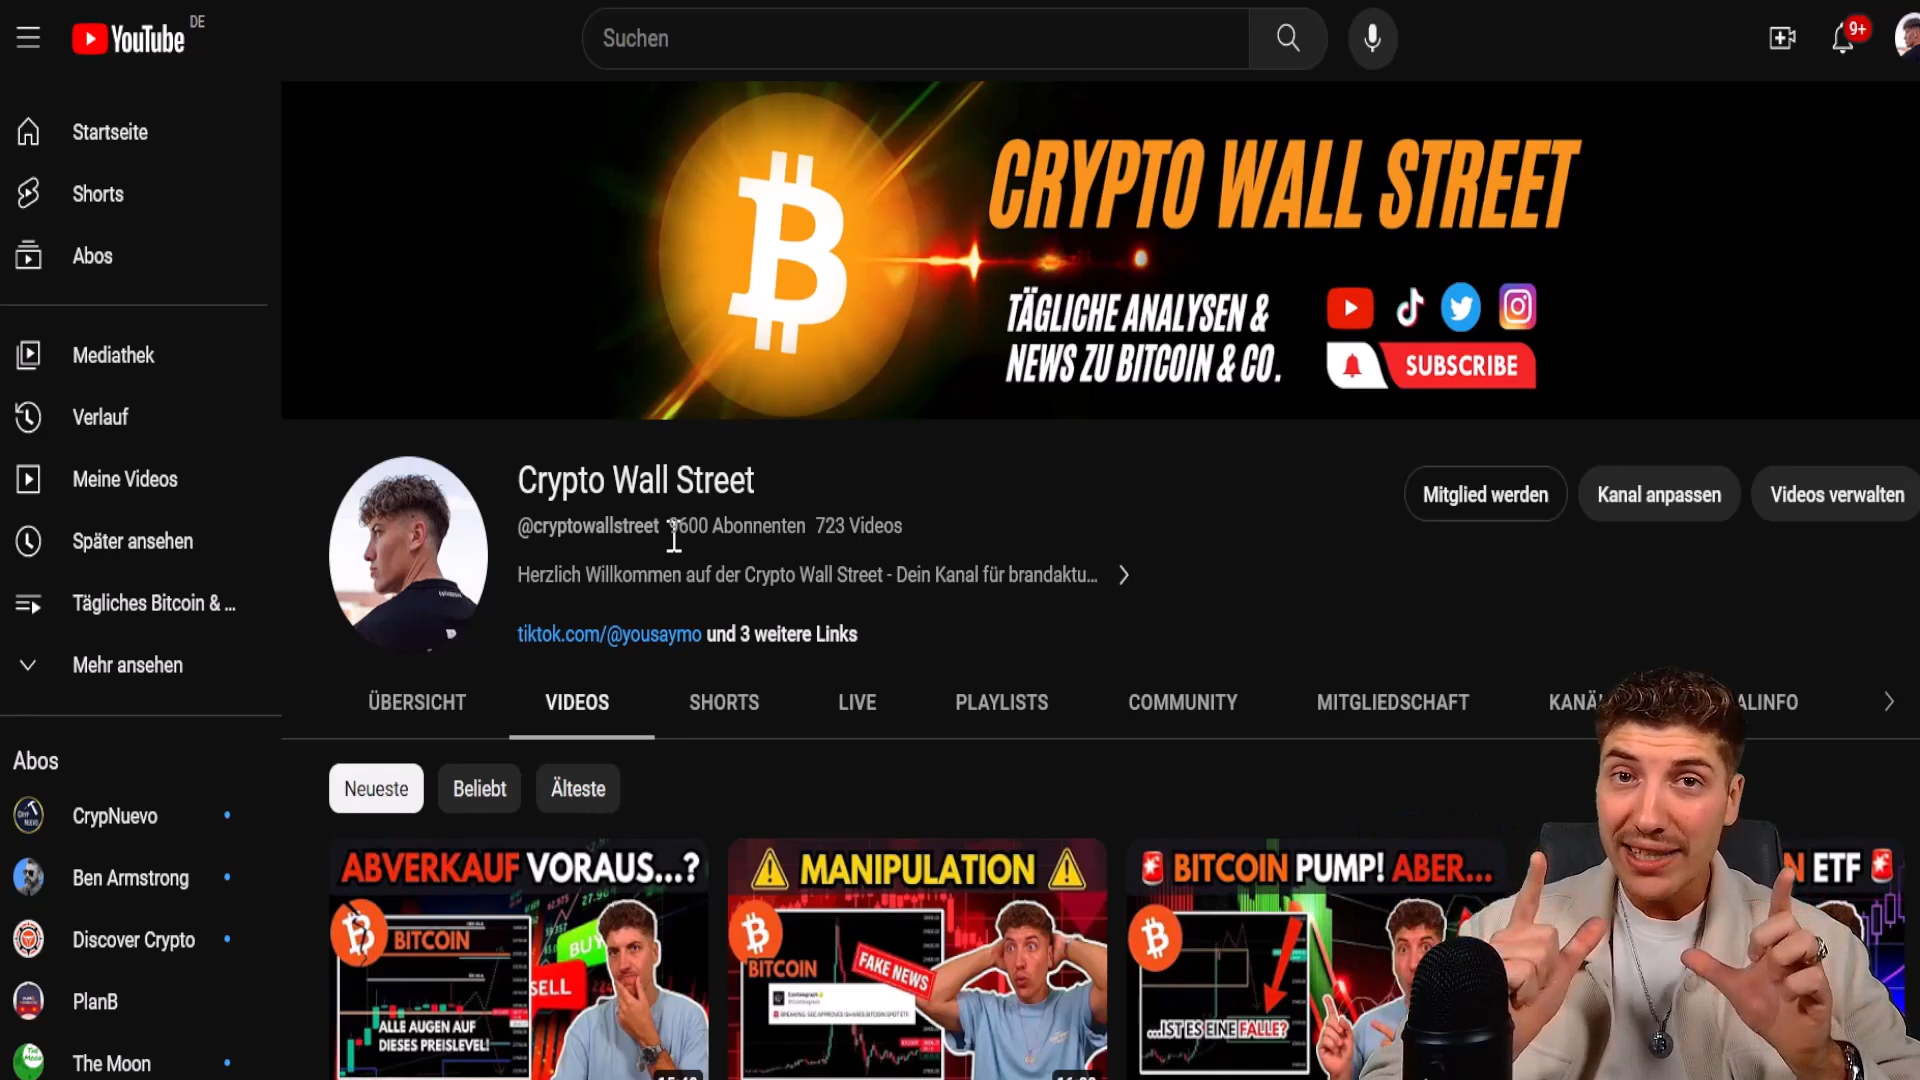 YouTube DE
Suchen
9+
Startseite
Shorts
Abos
Mediathek
Verlauf
Meine Videos
Später ansehen
Tägliches Bitcoin & ...
Mehr ansehen
Abos
CrypNuevo
Ben Armstrong
Discover Crypto
PlanB
The Moon
CRYPTO WALL STREET
TÄGLICHE ANALYSEN &
NEWS ZU BITCOIN & CO.
SUBSCRIBE
Crypto Wall Street
@cryptowallstreet 9600 Abonnenten 723 Videos
Herzlich Willkommen auf der Crypto Wall Street - Dein Kanal für brandaktu...
tiktok.com/@yousaymo und 3 weitere Links
Mitglied werden
Kanal anpassen
Videos verwalten
ÜBERSICHT
VIDEOS
SHORTS
LIVE
PLAYLISTS
COMMUNITY
MITGLIEDSCHAFT
KANÄ
ALINFO
Neueste
Beliebt
Älteste
ABVERKAUF VORAUS...?
BITCOIN
BUY
SELL
ALLE AUGEN AUF
DIESES PREISLEVEL!
MANIPULATION
BITCOIN
FAKE NEWS
BITCOIN PUMP! ABER...
...IST ES EINE FALLE?
N ETF